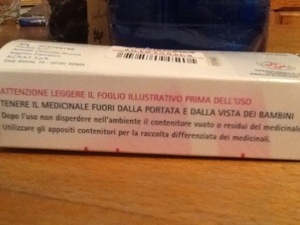 ATTENZIONE LEGGERE IL FOGLIO ILLUSTRATIVO PRIMA DELL'USO
TENERE IL MEDICINALE FUORI DALLA PORTATA E DALLA VISTA DEI BAMBINI
Dopo l'uso non disperdere nell'ambiente il contenitore vuoto o residui del medicinale
Utilizzare gli appositi contenitori per la raccolta differenziata dei medicinali.